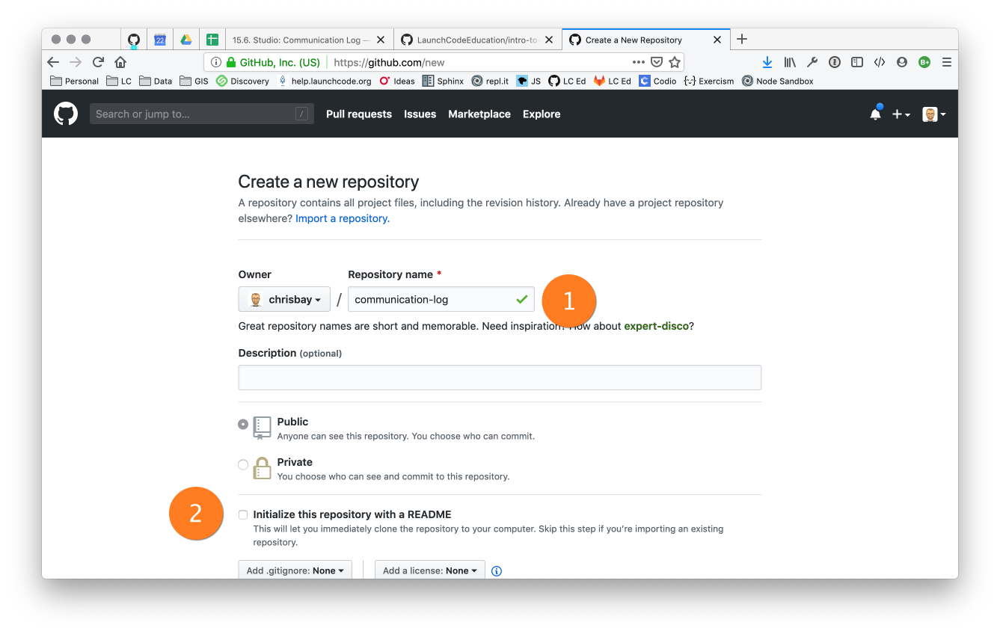 22
15.6. Studio: Communication Log —
LaunchCodeEducation/intro-to-
Create a New Repository
GitHub, Inc. (US)
https://github.com/new
B+
Personal
LC
Data
GIS
Discovery
help.launchcode.org
Ideas
Sphinx
repl.it
JS
LC Ed
LC Ed
Codio
Exercism
Node Sandbox
Search or jump to...
/
Pull requests
Issues
Marketplace
Explore
Create a new repository
A repository contains all project files, including the revision history. Already have a project repository
elsewhere? Import a repository.
Owner
Repository name *
chrisbay
/
communication-log
1
Great repository names are short and memorable. Need inspiration? How about expert-disco?
Description (optional)
Public
Anyone can see this repository. You choose who can commit.
Private
You choose who can see and commit to this repository.
2
Initialize this repository with a README
This will let you immediately clone the repository to your computer. Skip this step if you’re importing an existing
repository.
Add .gitignore: None
Add a license: None